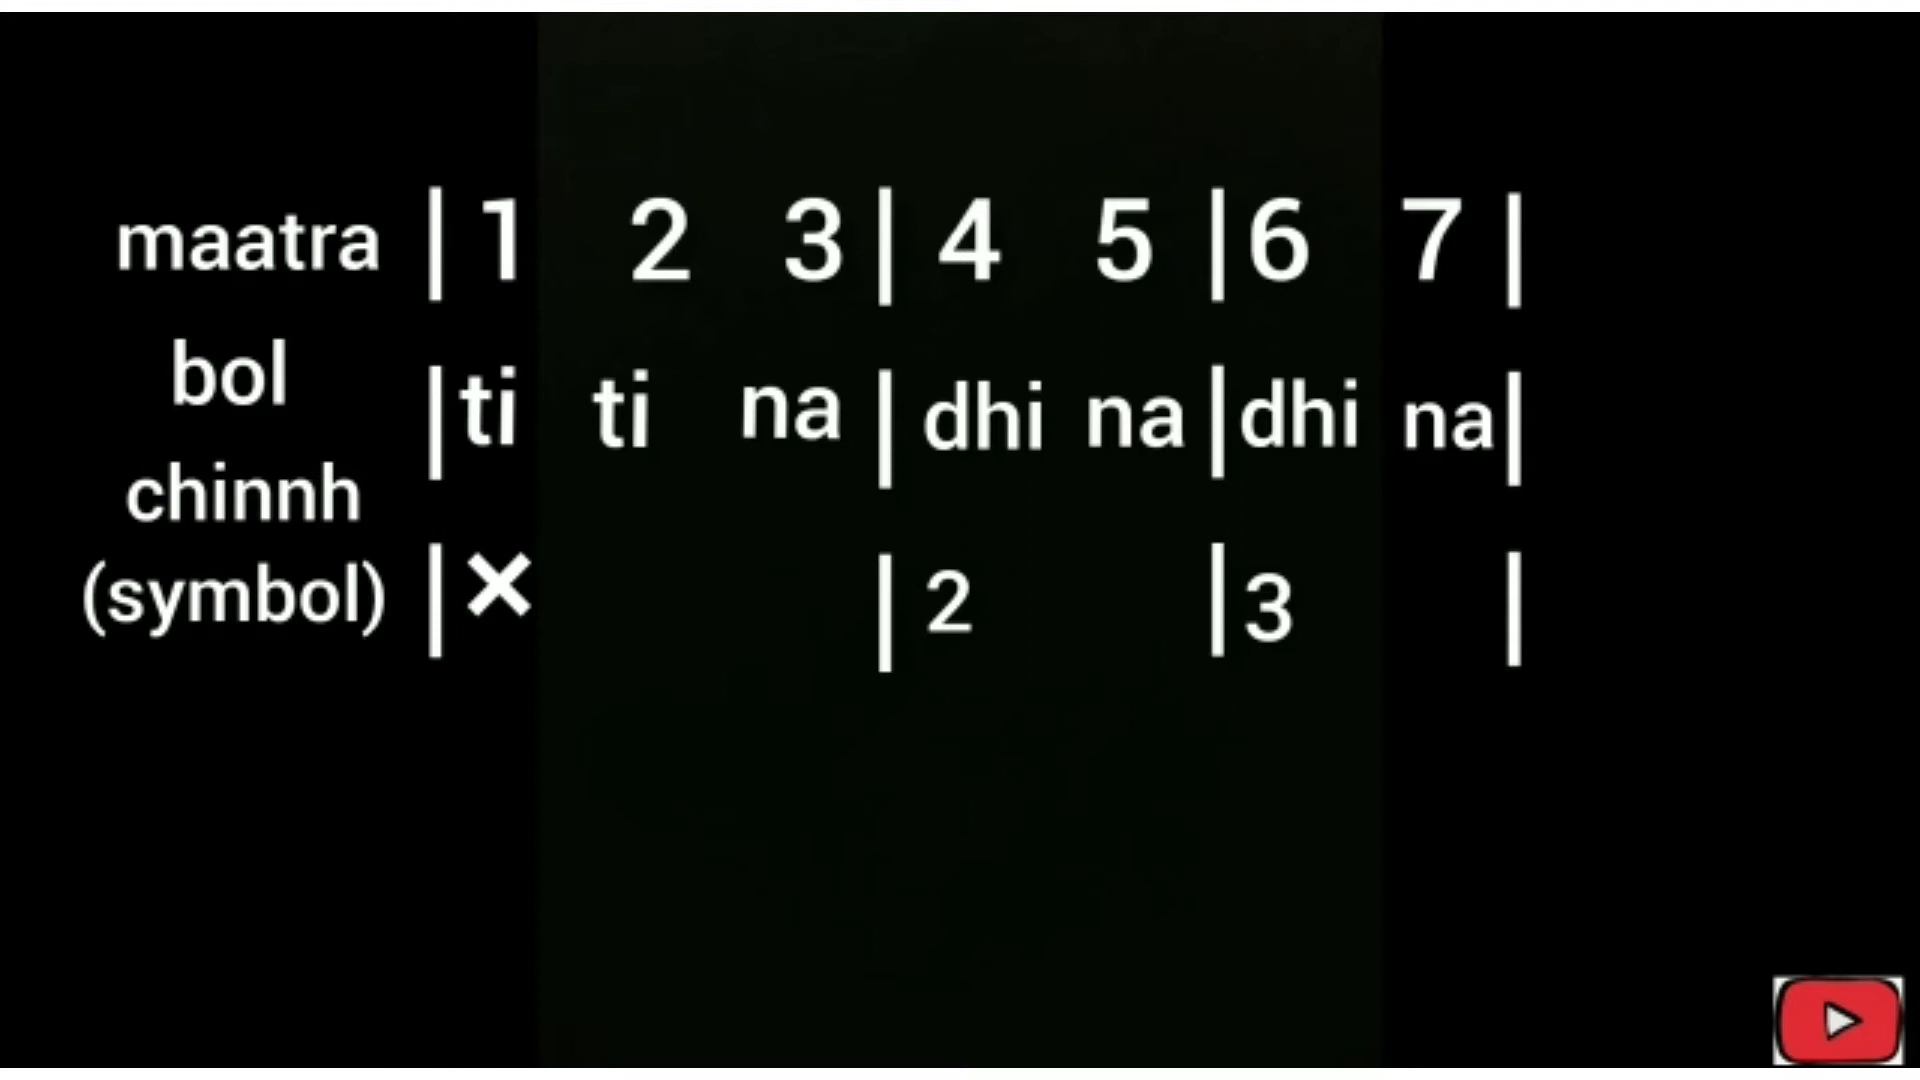 maatra | 1 2 3 | 4 5 | 6 7 |
bol | ti ti na | dhi na | dhi na |
chinnh
(symbol) | × | 2 | 3 |